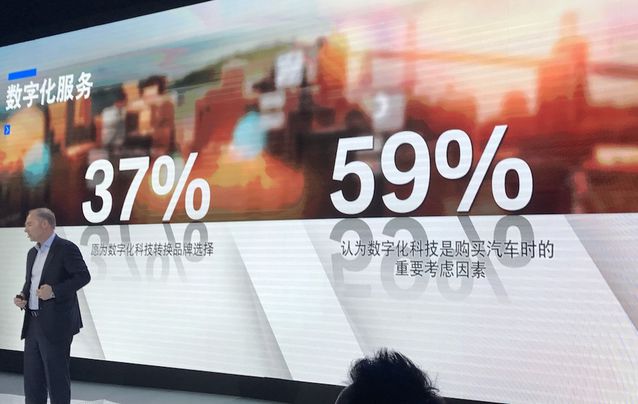 数字化服务
37%
愿为数字化科技转换品牌选择
59%
认为数字化科技是购买汽车时的
重要考虑因素